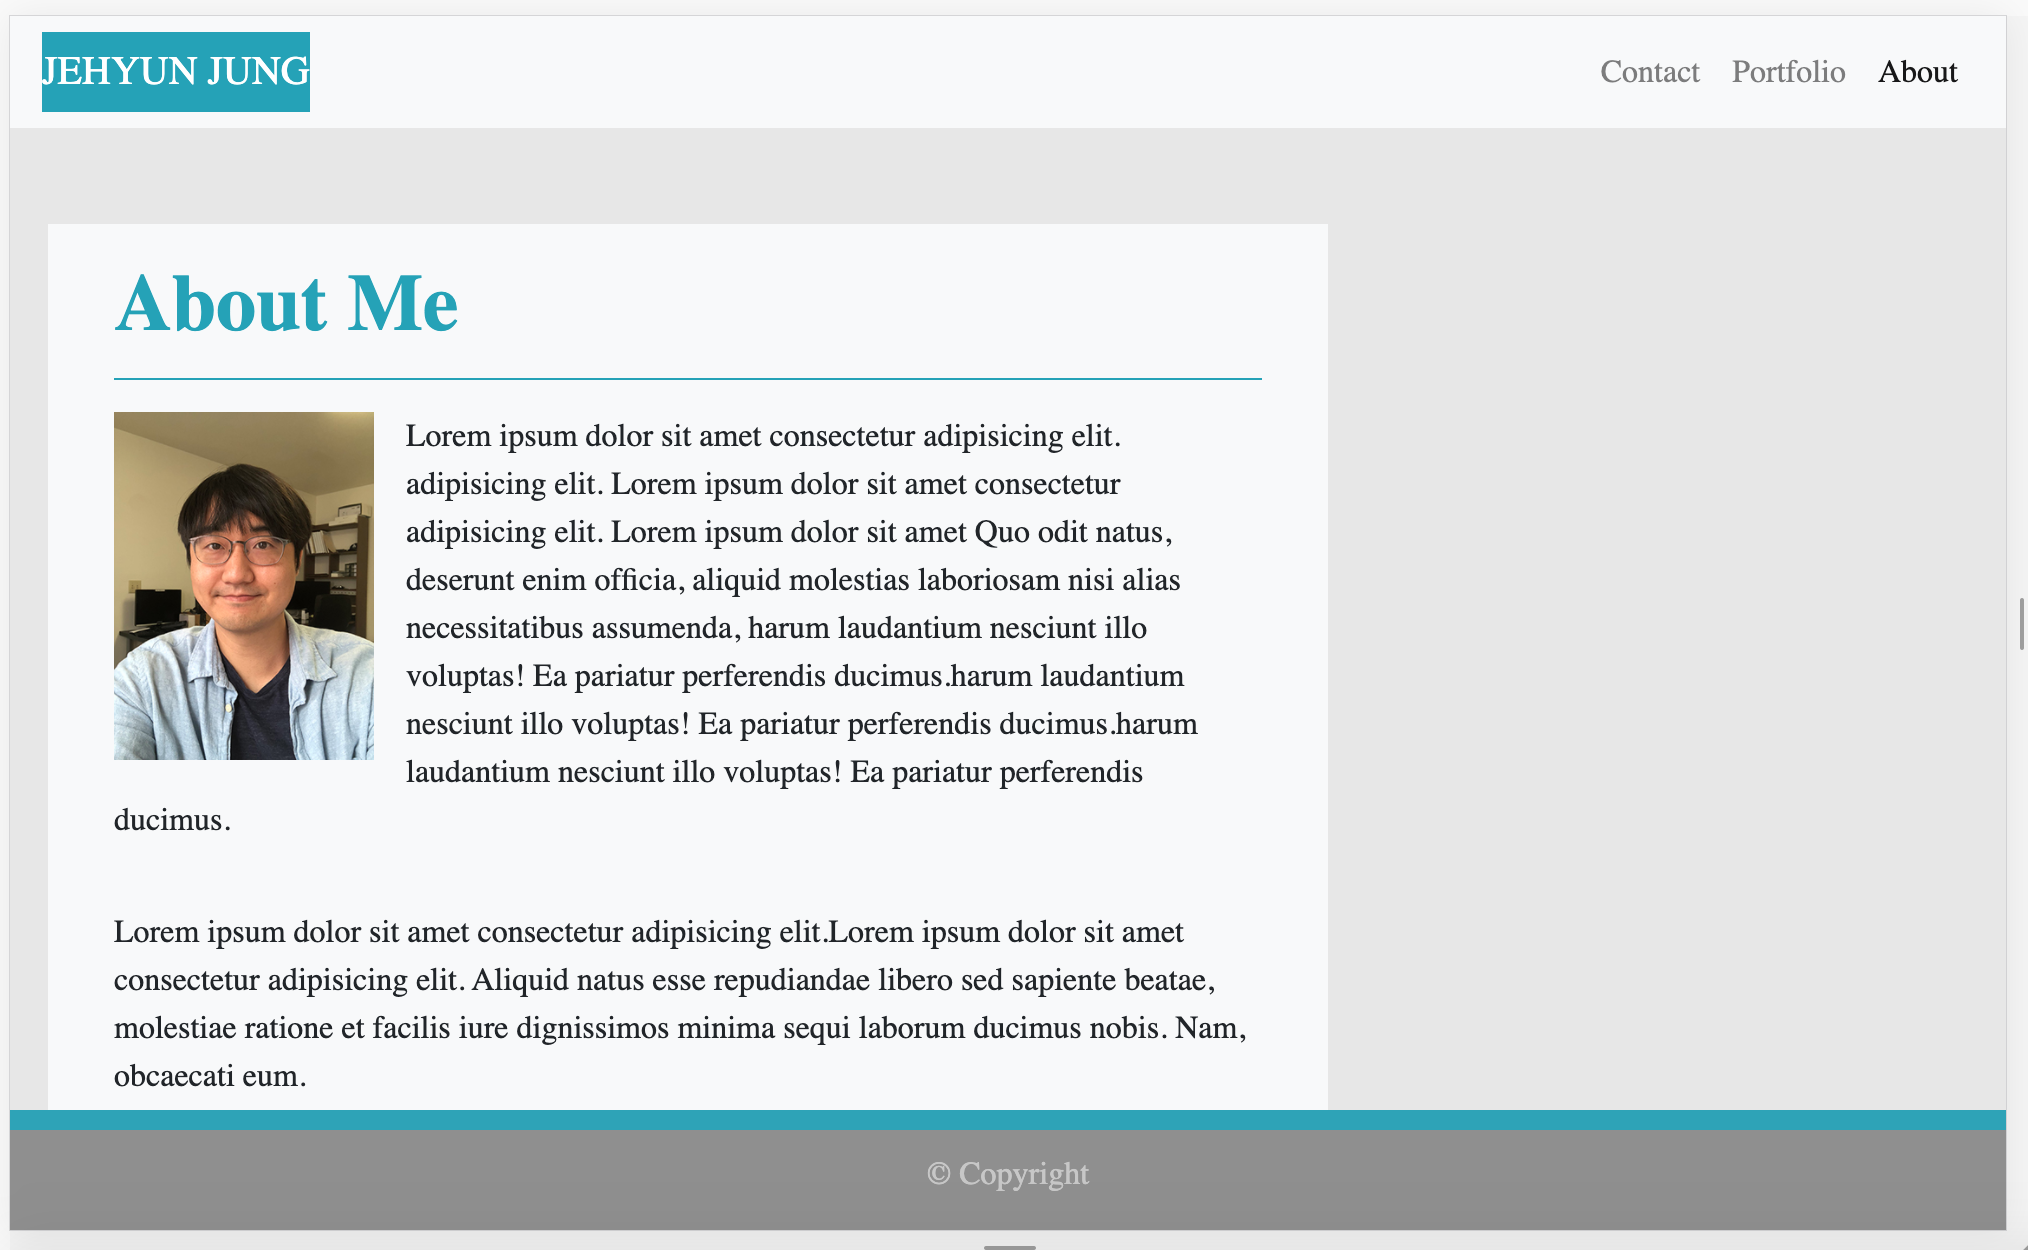 JEHYUN JUNG
Contact Portfolio About
About Me
Lorem ipsum dolor sit amet consectetur adipisicing elit.
adipisicing elit. Lorem ipsum dolor sit amet consectetur
adipisicing elit. Lorem ipsum dolor sit amet Quo odit natus,
deserunt enim officia, aliquid molestias laboriosam nisi alias
necessitatibus assumenda, harum laudantium nesciunt illo
voluptas! Ea pariatur perferendis ducimus.harum laudantium
nesciunt illo voluptas! Ea pariatur perferendis ducimus.harum
laudantium nesciunt illo voluptas! Ea pariatur perferendis
ducimus.
Lorem ipsum dolor sit amet consectetur adipisicing elit.Lorem ipsum dolor sit amet
consectetur adipisicing elit. Aliquid natus esse repudiandae libero sed sapiente beatae,
molestiae ratione et facilis iure dignissimos minima sequi laborum ducimus nobis. Nam,
obcaecati eum.
© Copyright